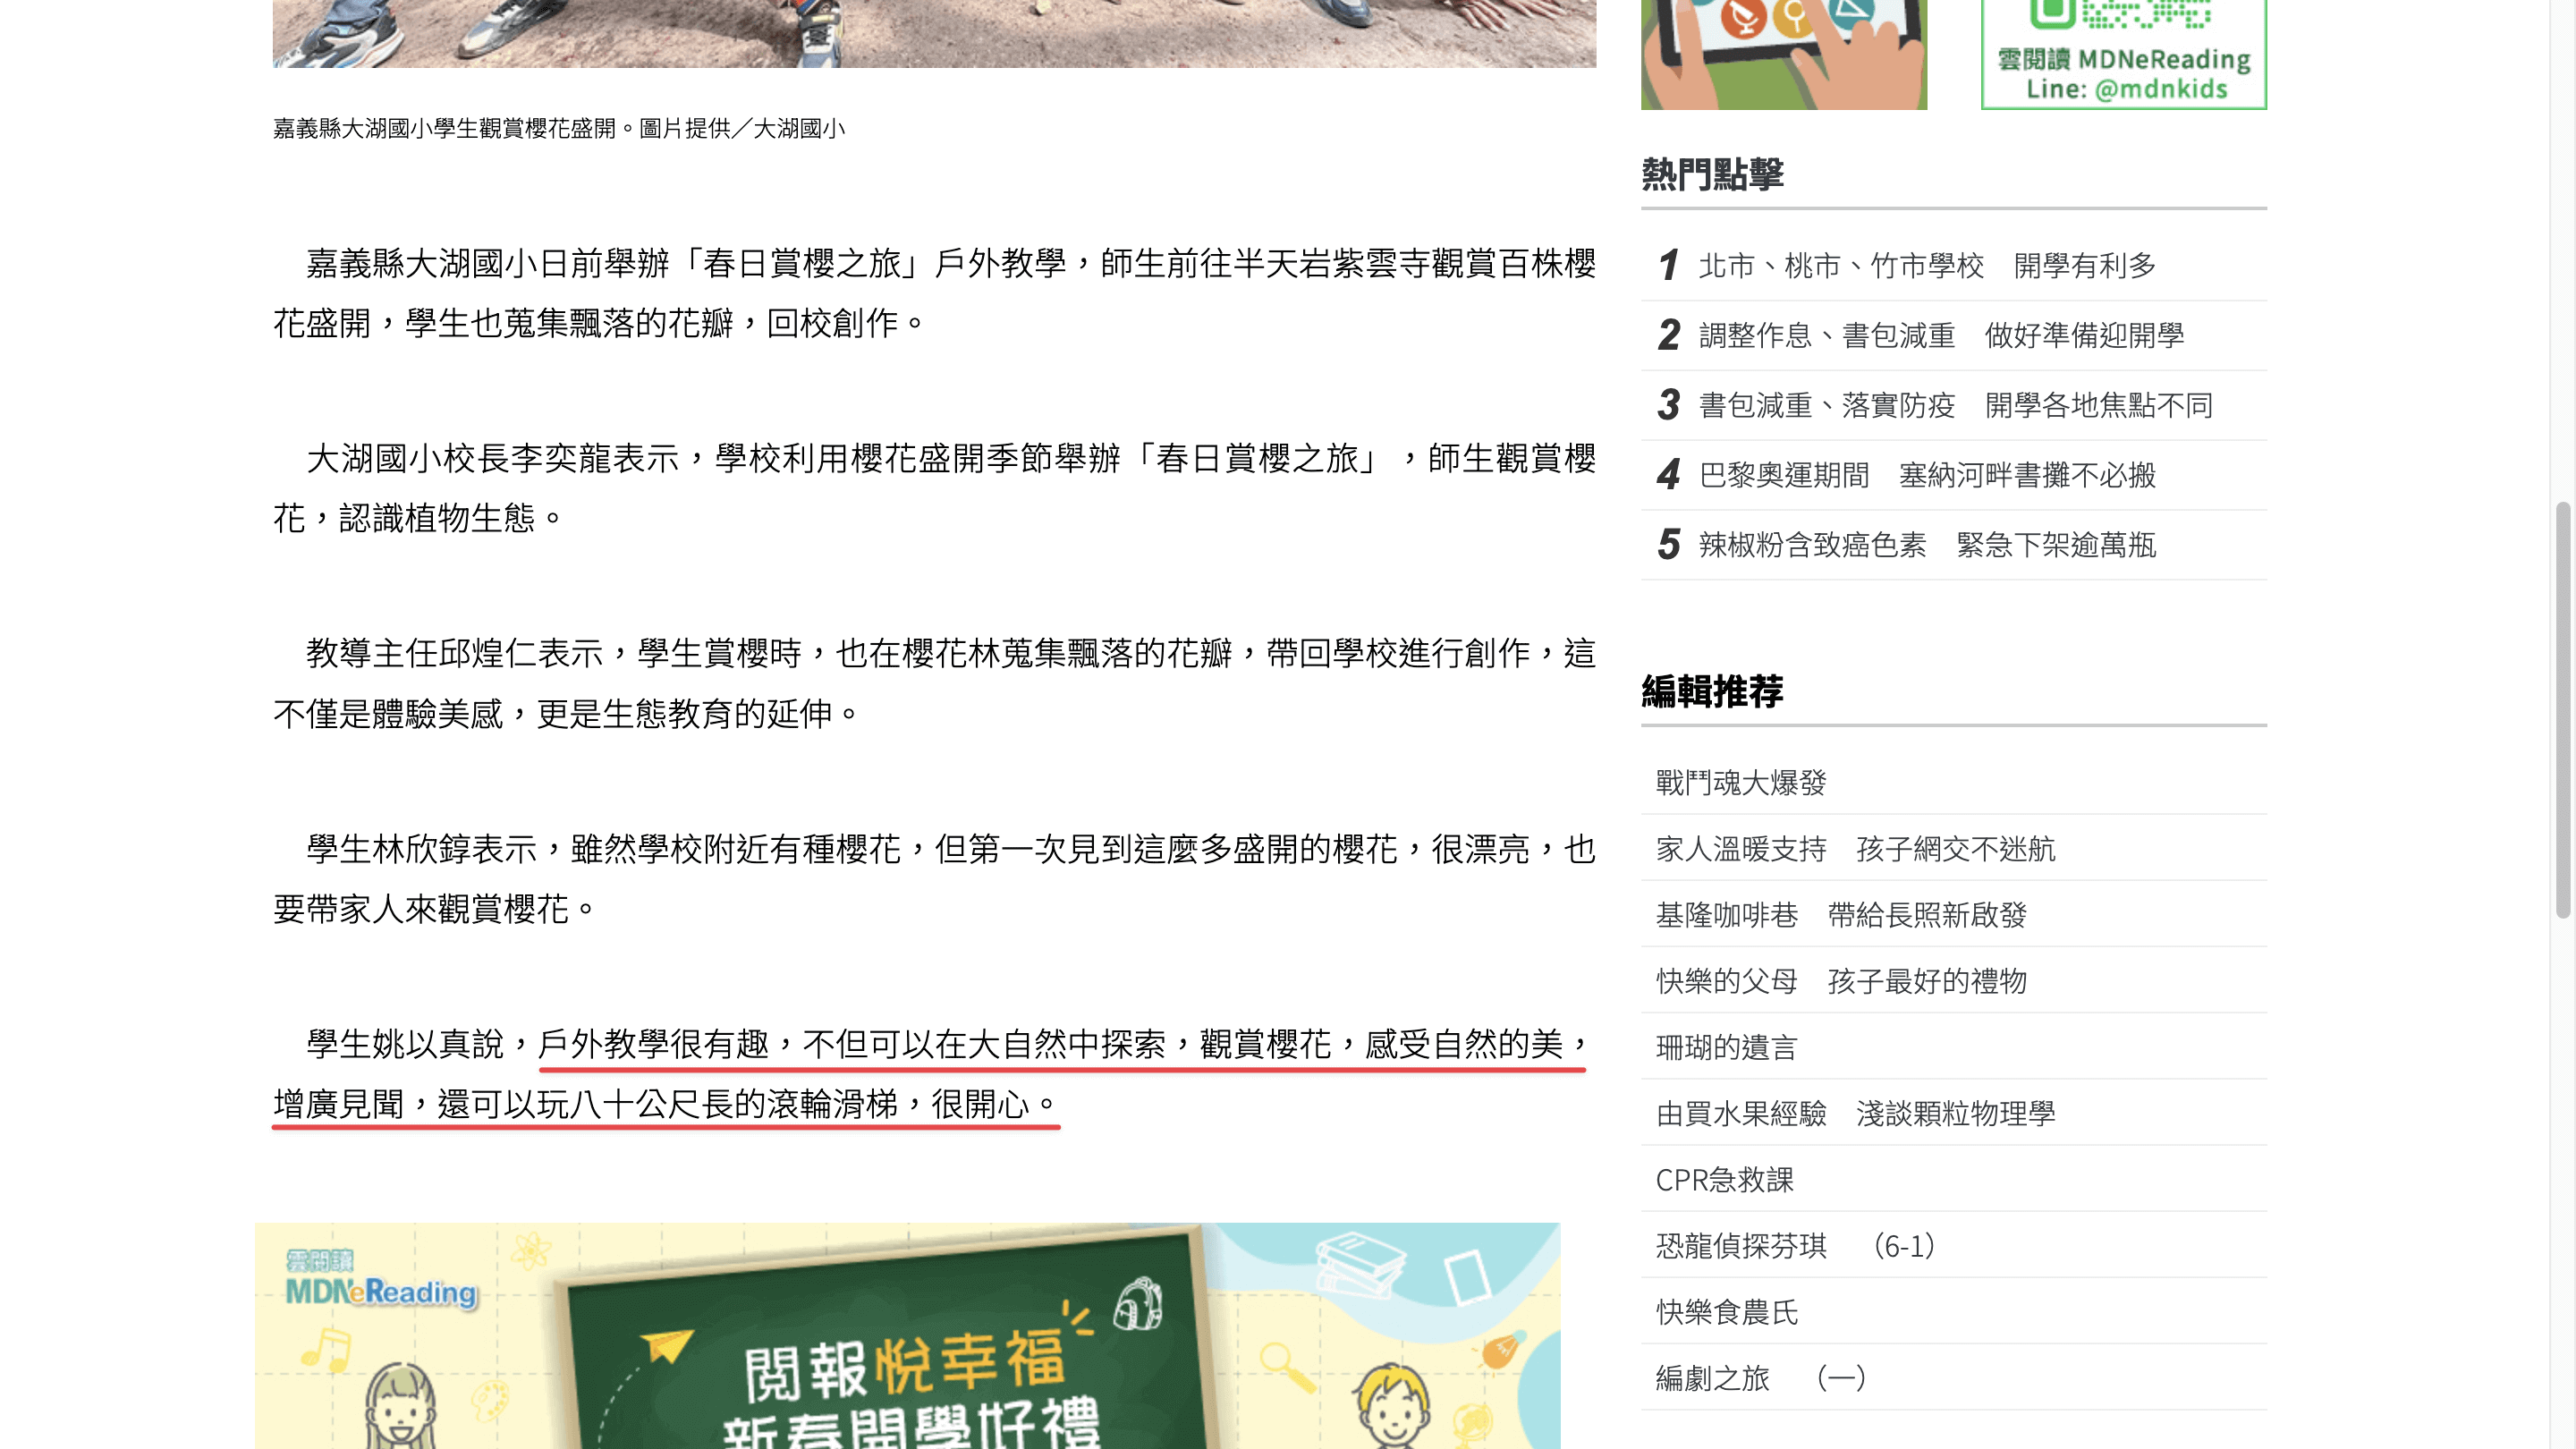 雲閱讀 MDNeReading
Line: @mdnkids
嘉義縣大湖國小學生觀賞櫻花盛開。圖片提供／大湖國小
嘉義縣大湖國小日前舉辦「春日賞櫻之旅」戶外教學，師生前往半天岩紫雲寺觀賞百株櫻
花盛開，學生也蒐集飄落的花瓣，回校創作。
大湖國小校長李奕龍表示，學校利用櫻花盛開季節舉辦「春日賞櫻之旅」，師生觀賞櫻
花，認識植物生態。
教導主任邱煌仁表示，學生賞櫻時，也在櫻花林蒐集飄落的花瓣，帶回學校進行創作，這
不僅是體驗美感，更是生態教育的延伸。
學生林欣錞表示，雖然學校附近有種櫻花，但第一次見到這麼多盛開的櫻花，很漂亮，也
要帶家人來觀賞櫻花。
學生姚以真說，戶外教學很有趣，不但可以在大自然中探索，觀賞櫻花，感受自然的美，
增廣見聞，還可以玩八十公尺長的滾輪滑梯，很開心。
雲閱讀
MDNeReading
閱報悅幸福
新春開學好禮
熱門點擊
1 北市、桃市、竹市學校　開學有利多
2 調整作息、書包減重　做好準備迎開學
3 書包減重、落實防疫　開學各地焦點不同
4 巴黎奧運期間　塞納河畔書攤不必搬
5 辣椒粉含致癌色素　緊急下架逾萬瓶
編輯推荐
戰鬥魂大爆發
家人溫暖支持　孩子網交不迷航
基隆咖啡巷　帶給長照新啟發
快樂的父母　孩子最好的禮物
珊瑚的遺言
由買水果經驗　淺談顆粒物理學
CPR急救課
恐龍偵探芬琪　（6-1）
快樂食農氏
編劇之旅　（一）